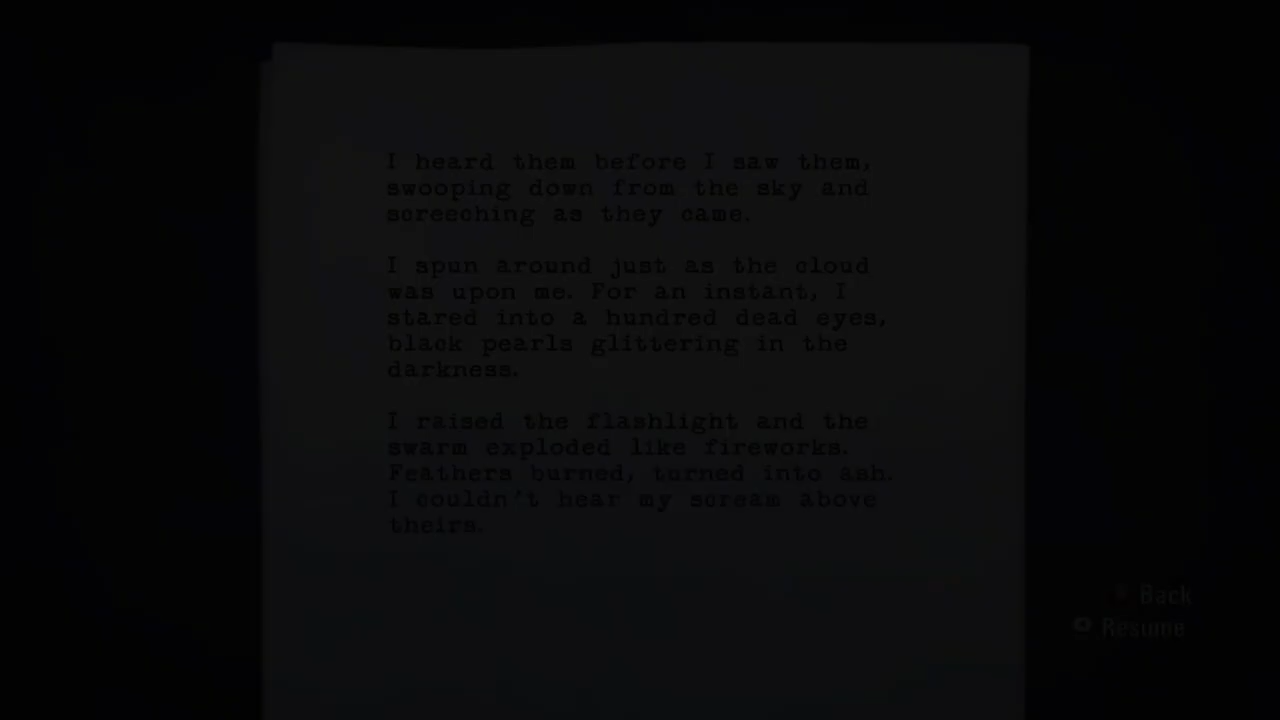 I heard them before I saw them,
swooping down from the sky and
screeching as they came.
I spun around just as the cloud
was upon me. For an instant, I
stared into a hundred dead eyes,
black pearls glittering in the
darkness.
I raised the flashlight and the
swarm exploded like fireworks.
Feathers burned, turned into ash.
I couldn't hear my scream above
theirs.
Back
Resume